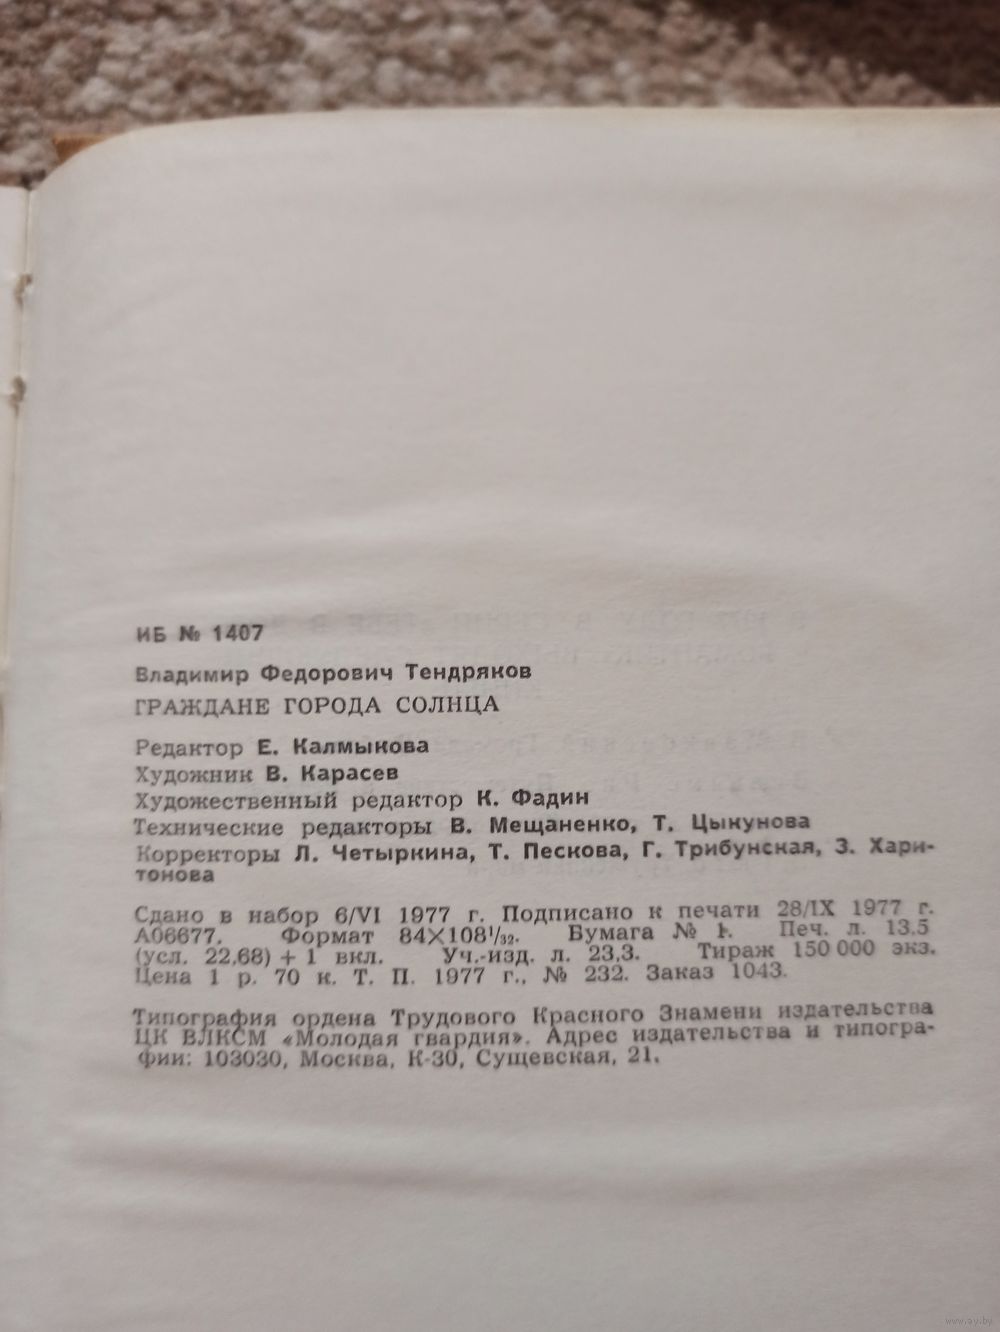 ИБ № 1407
Владимир Федорович Тендряков
ГРАЖДАНЕ ГОРОДА СОЛНЦА
Редактор Е. Калмыкова
Художник В. Карасев
Художественный редактор К. Фадин
Технические редакторы В. Мещаненко, Т. Цыкунова
Корректоры Л. Четыркина, Т. Пескова, Г. Трибунская, З. Хари-
тонова
Сдано в набор 6/VI 1977 г. Подписано к печати 28/IX 1977 г.
А06677. Формат 84×108¹/₃₂. Бумага № 1. Печ. л. 13,5
(усл. 22,68) + 1 вкл. Уч.-изд. л. 23,3. Тираж 150 000 экз.
Цена 1 р. 70 к. Т. П. 1977 г., № 232. Заказ 1043.
Типография ордена Трудового Красного Знамени издательства
ЦК ВЛКСМ «Молодая гвардия». Адрес издательства и типогра-
фии: 103030, Москва, К-30, Сущевская, 21.
www.ay.by